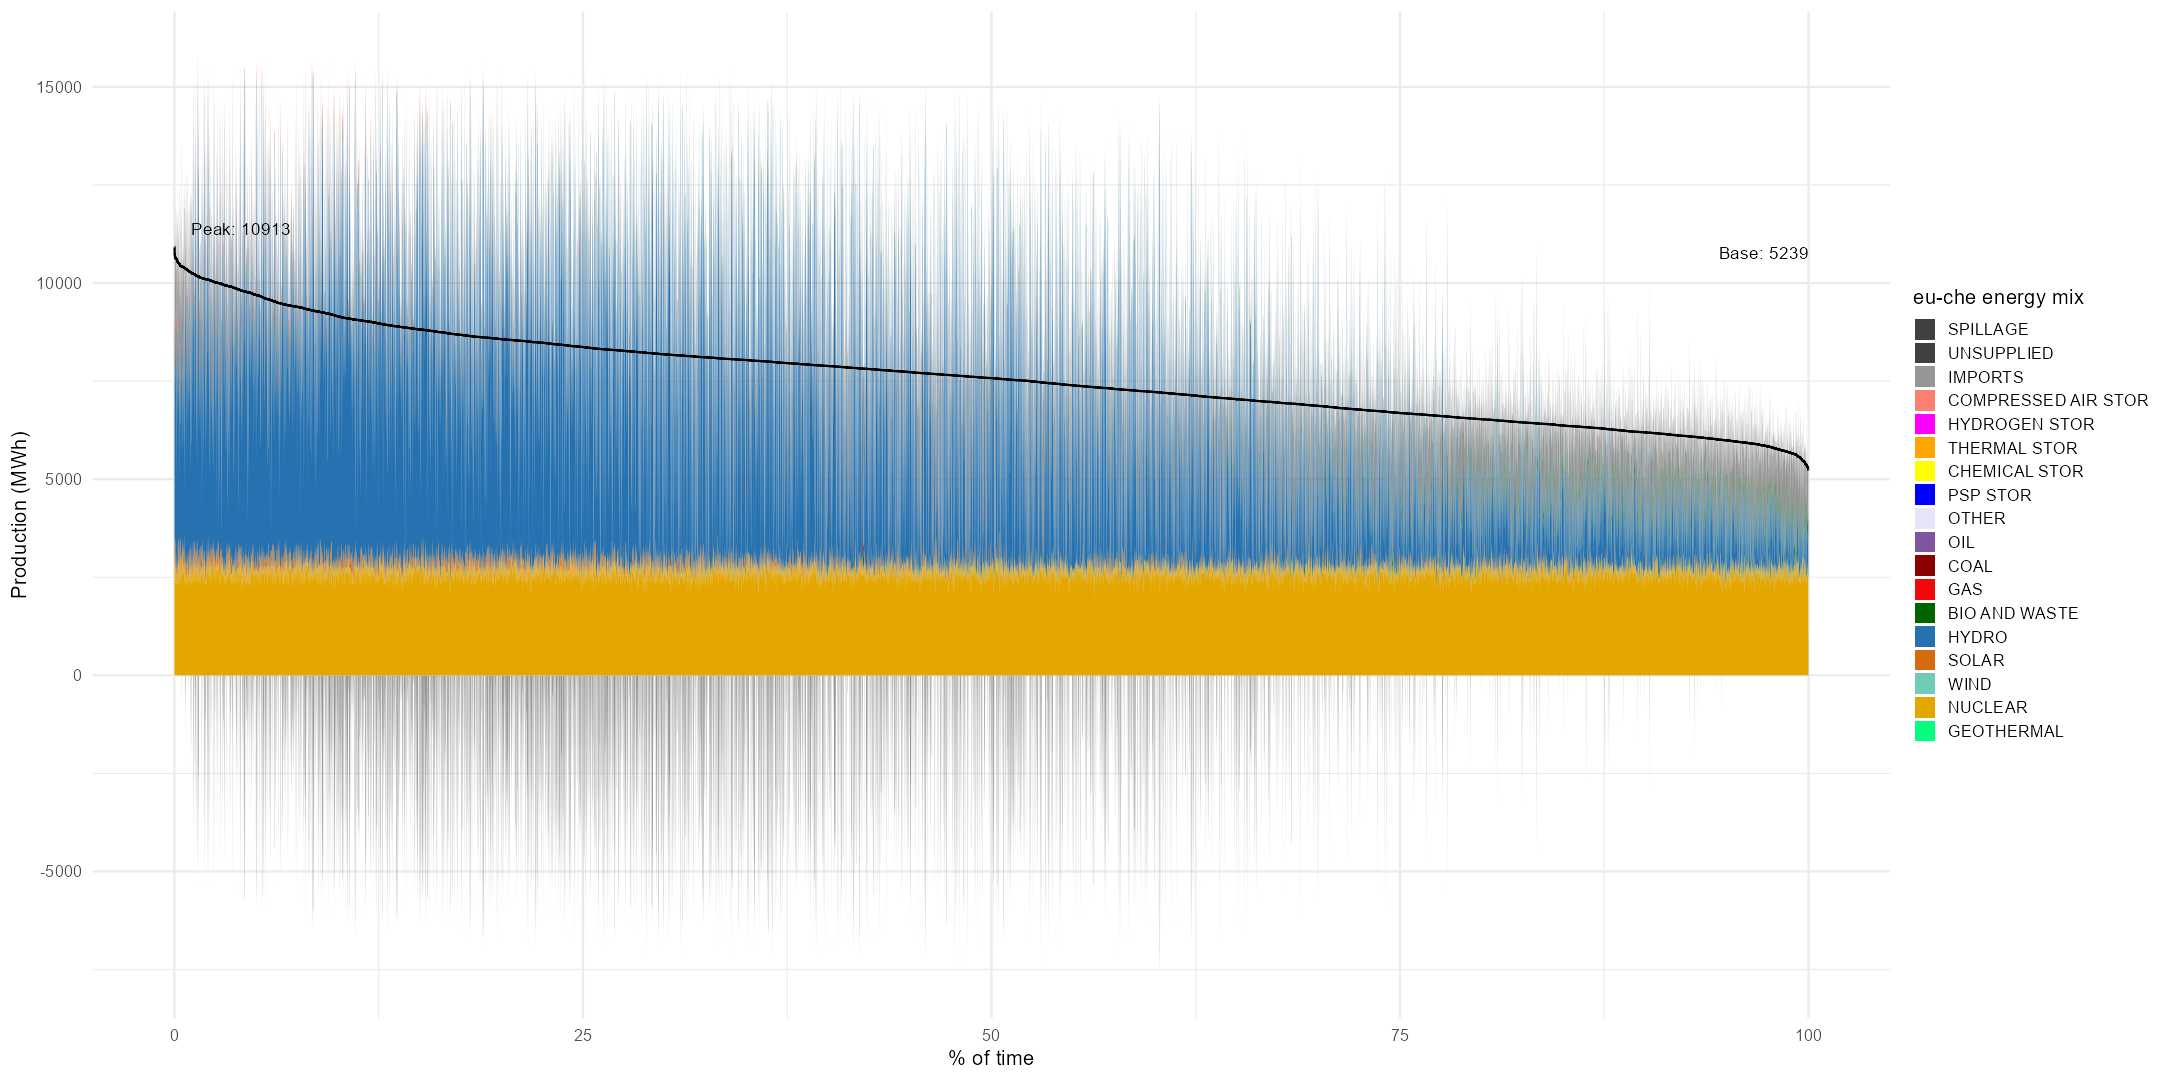 15000
10000
5000
0
-5000
Production (MWh)
Peak: 10913
Base: 5239
0
25
50
75
100
% of time
eu-che energy mix
SPILLAGE
UNSUPPLIED
IMPORTS
COMPRESSED AIR STOR
HYDROGEN STOR
THERMAL STOR
CHEMICAL STOR
PSP STOR
OTHER
OIL
COAL
GAS
BIO AND WASTE
HYDRO
SOLAR
WIND
NUCLEAR
GEOTHERMAL